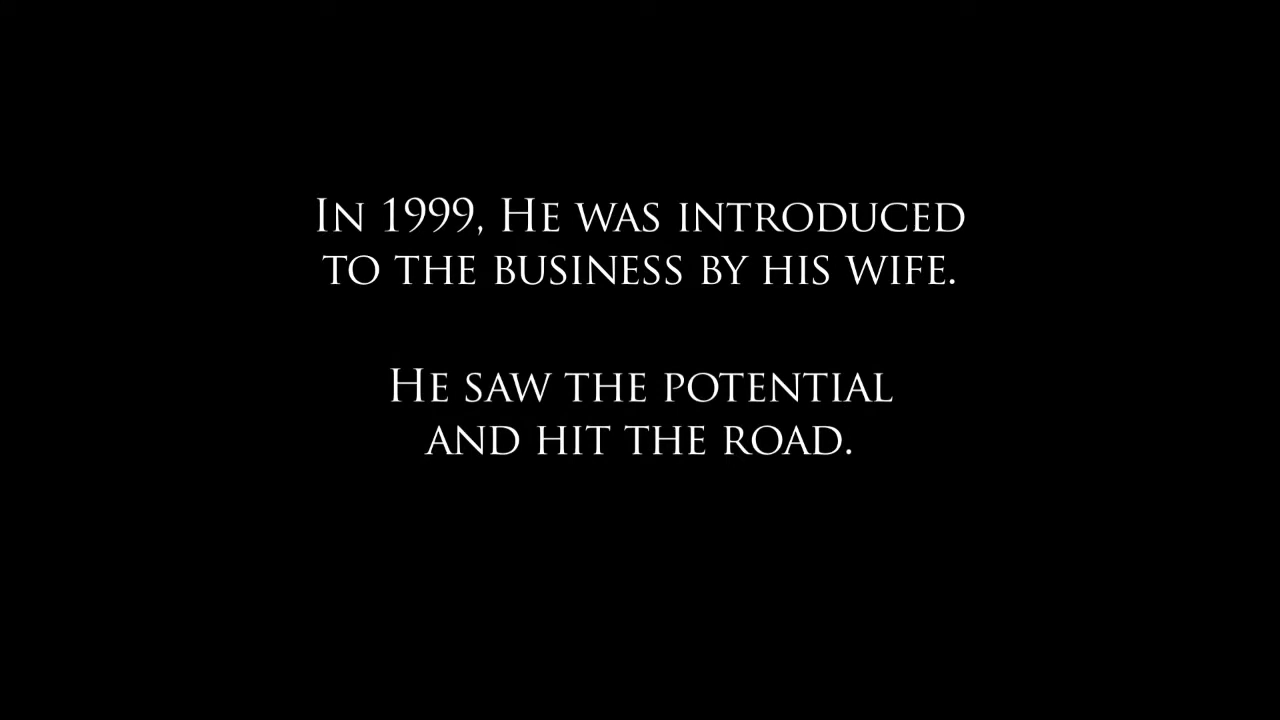 In 1999, He was introduced
to the business by his wife.
He saw the potential
and hit the road.